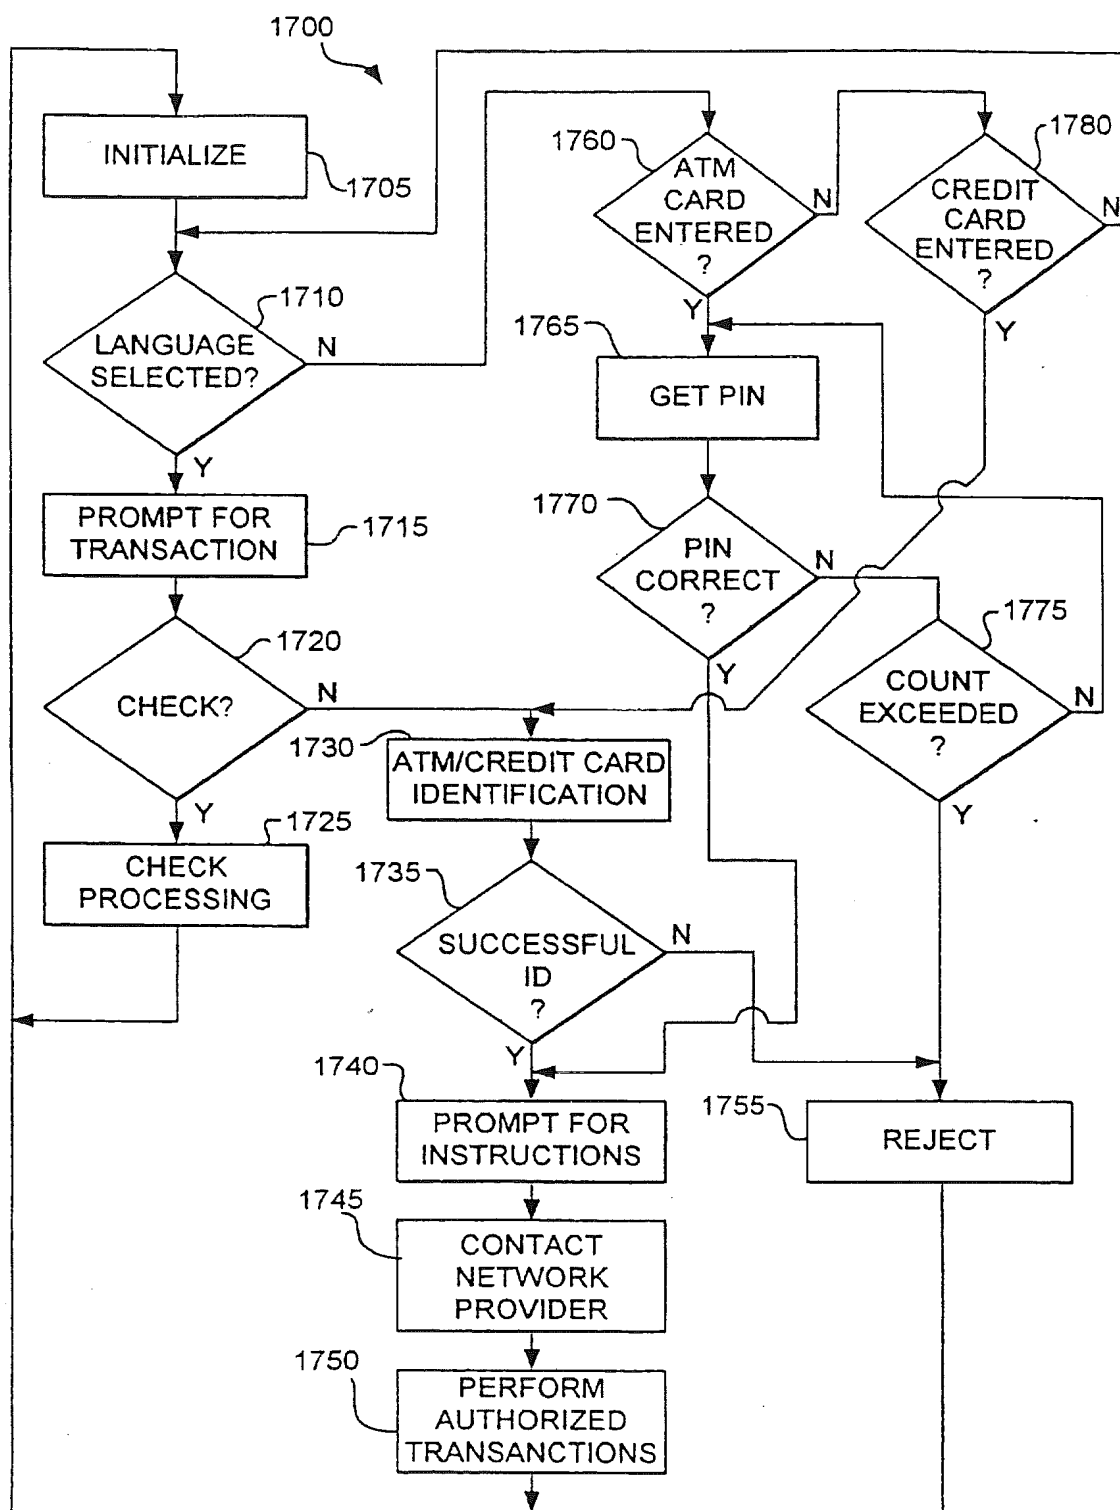 1700
INITIALIZE
1705
1710
LANGUAGE
SELECTED?
N
Y
PROMPT FOR
TRANSACTION
1715
1720
CHECK?
N
Y
1725
CHECK
PROCESSING
1760
ATM
CARD
ENTERED
?
N
Y
1780
CREDIT
CARD
ENTERED
?
N
Y
1765
GET PIN
1770
PIN
CORRECT
?
N
Y
1775
COUNT
EXCEEDED
?
N
Y
1730
ATM/CREDIT CARD
IDENTIFICATION
1735
SUCCESSFUL
ID
?
N
Y
1740
PROMPT FOR
INSTRUCTIONS
1755
REJECT
1745
CONTACT
NETWORK
PROVIDER
1750
PERFORM
AUTHORIZED
TRANSANCTIONS